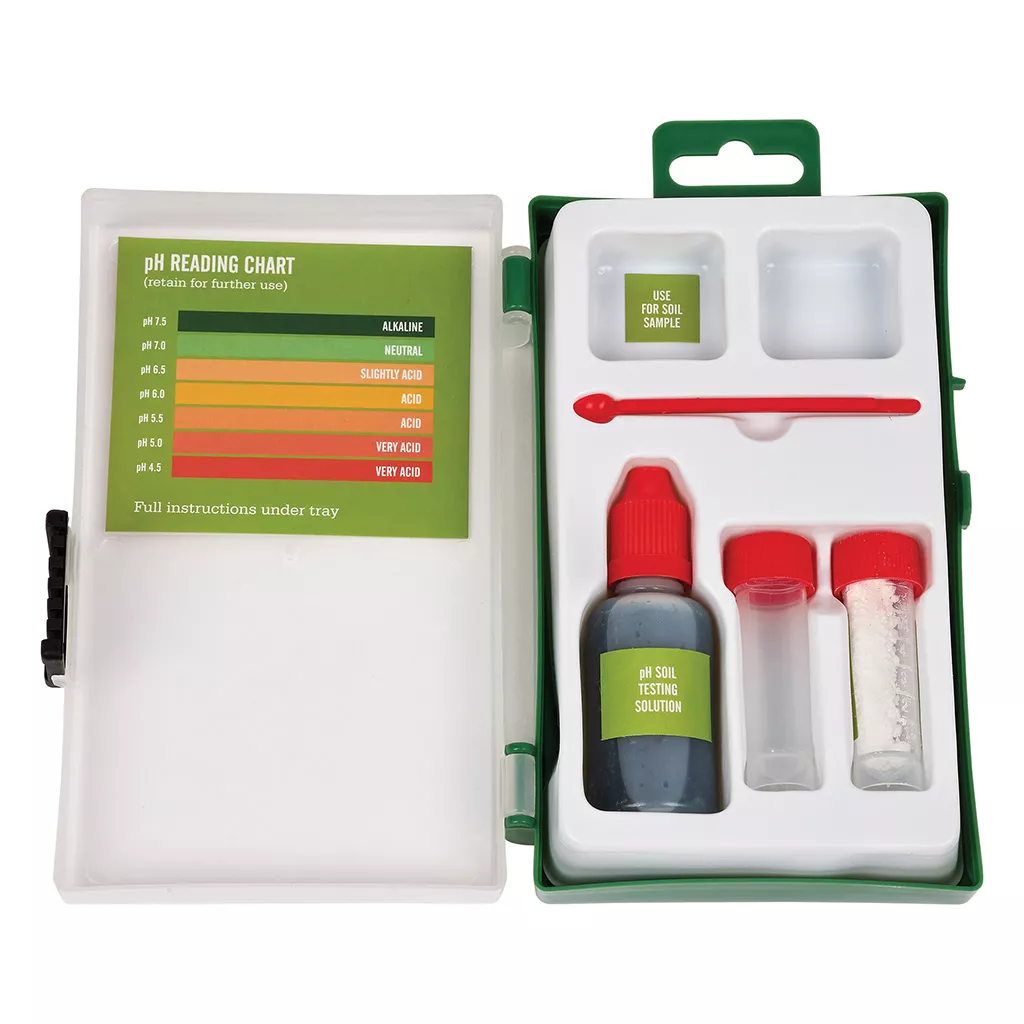 pH READING CHART
(retain for further use)
pH 7.5 ALKALINE
pH 7.0 NEUTRAL
pH 6.5 SLIGHTLY ACID
pH 6.0 ACID
pH 5.5 ACID
pH 5.0 VERY ACID
pH 4.5 VERY ACID
Full instructions under tray
USE
FOR SOIL
SAMPLE
pH SOIL
TESTING
SOLUTION